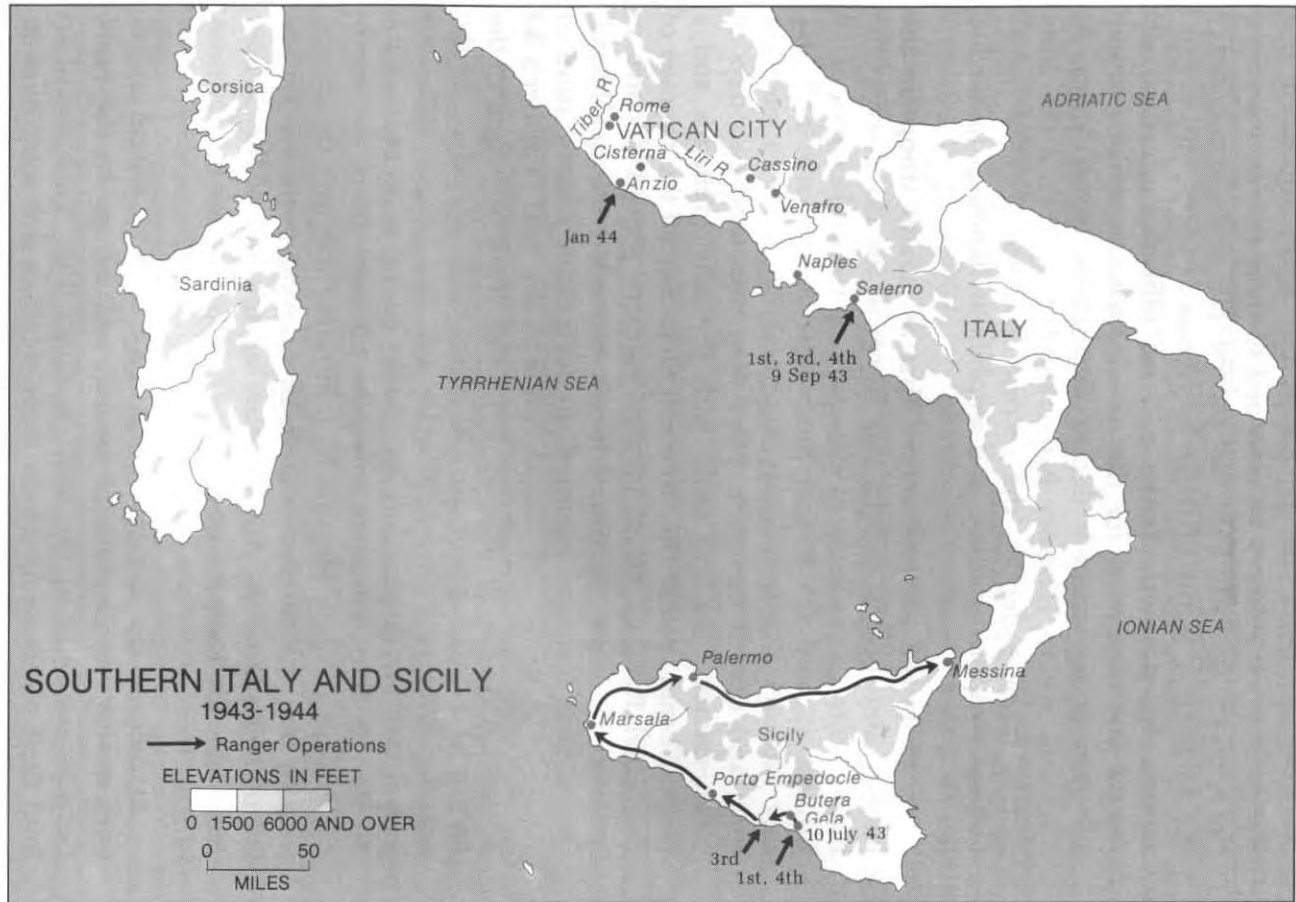 Corsica
ADRIATIC SEA
Tiber R
Rome
VATICAN CITY
Cisterna
Liri R
Cassino
Anzio
Venafro
Jan 44
Sardinia
Naples
Salerno
ITALY
1st, 3rd, 4th
9 Sep 43
TYRRHENIAN SEA
IONIAN SEA
Palermo
Messina
SOUTHERN ITALY AND SICILY
1943-1944
Ranger Operations
ELEVATIONS IN FEET
0 1500 6000 AND OVER
0 50
MILES
Marsala
Sicily
Porto Empedocle
Butera
Gela
10 July 43
3rd
1st, 4th